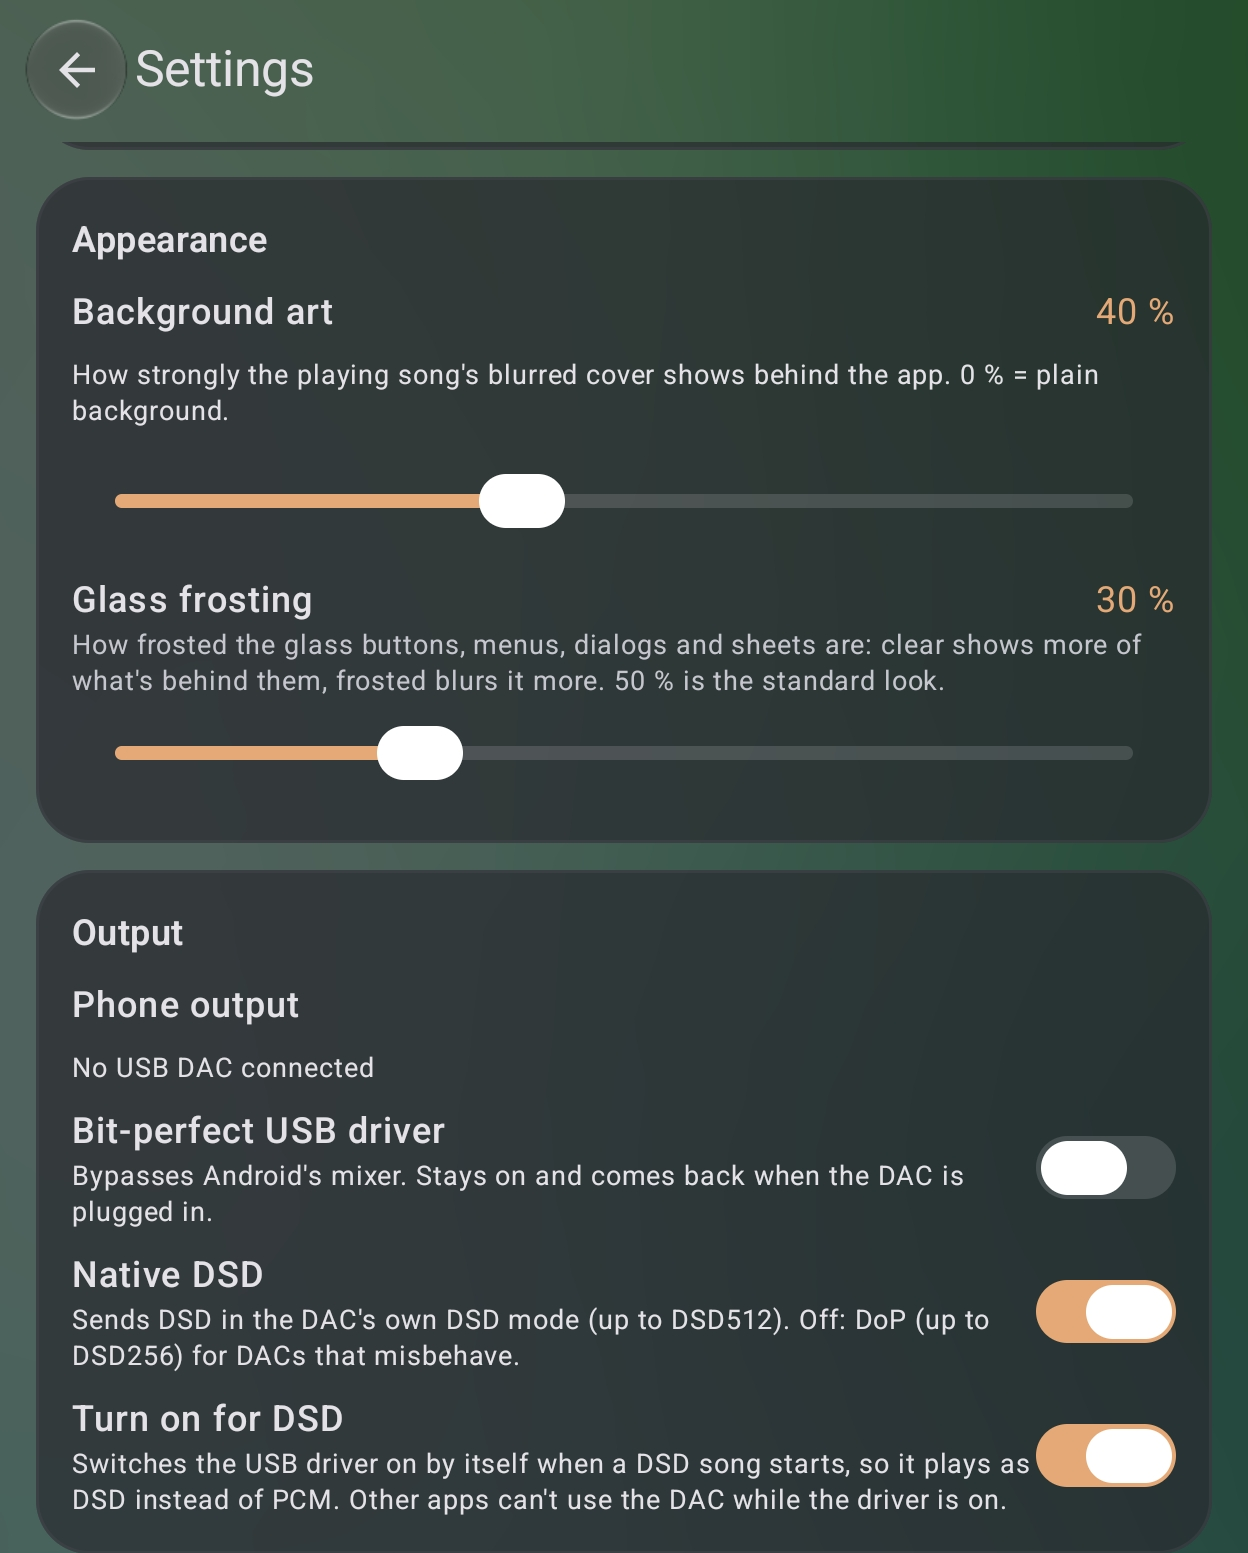 Settings
Appearance
Background art
40 %
How strongly the playing song's blurred cover shows behind the app. 0 % = plain
background.
Glass frosting
30 %
How frosted the glass buttons, menus, dialogs and sheets are: clear shows more of
what's behind them, frosted blurs it more. 50 % is the standard look.
Output
Phone output
No USB DAC connected
Bit-perfect USB driver
Bypasses Android's mixer. Stays on and comes back when the DAC is
plugged in.
Native DSD
Sends DSD in the DAC's own DSD mode (up to DSD512). Off: DoP (up to
DSD256) for DACs that misbehave.
Turn on for DSD
Switches the USB driver on by itself when a DSD song starts, so it plays as
DSD instead of PCM. Other apps can't use the DAC while the driver is on.